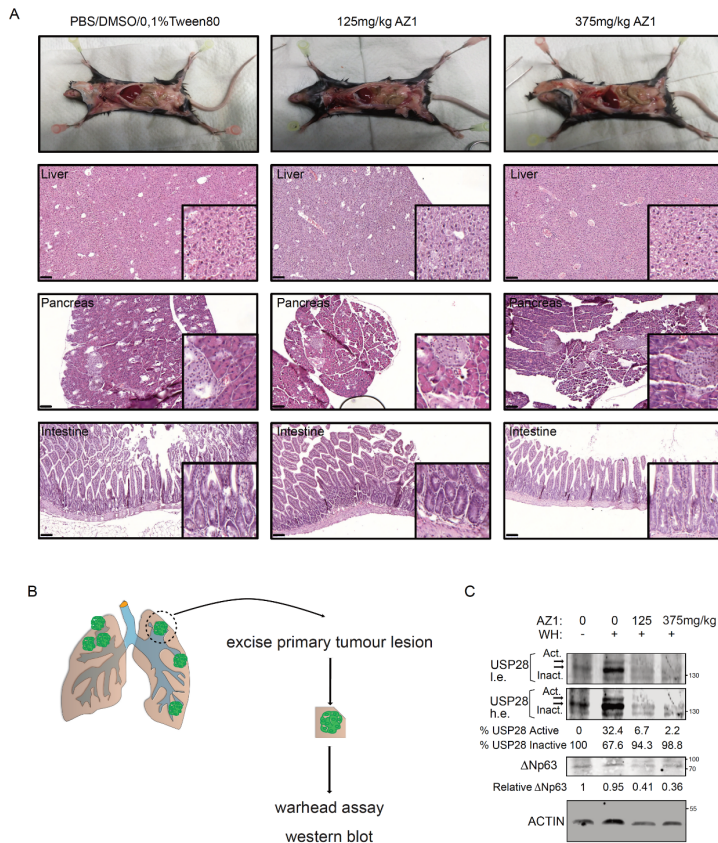 A
PBS/DMSO/0,1%Tween80 125mg/kg AZ1 375mg/kg AZ1
Liver Liver Liver
Pancreas Pancreas Pancreas
Intestine Intestine Intestine
B
excise primary tumour lesion
warhead assay
western blot
C
AZ1: 0 0 125 375mg/kg
WH: - + + +
Act.
USP28
l.e. Inact. 130
Act.
USP28
h.e. Inact. 130
% USP28 Active 0 32.4 6.7 2.2
% USP28 Inactive 100 67.6 94.3 98.8
ΔNp63 100
70
Relative ΔNp63 1 0.95 0.41 0.36
55
ACTIN